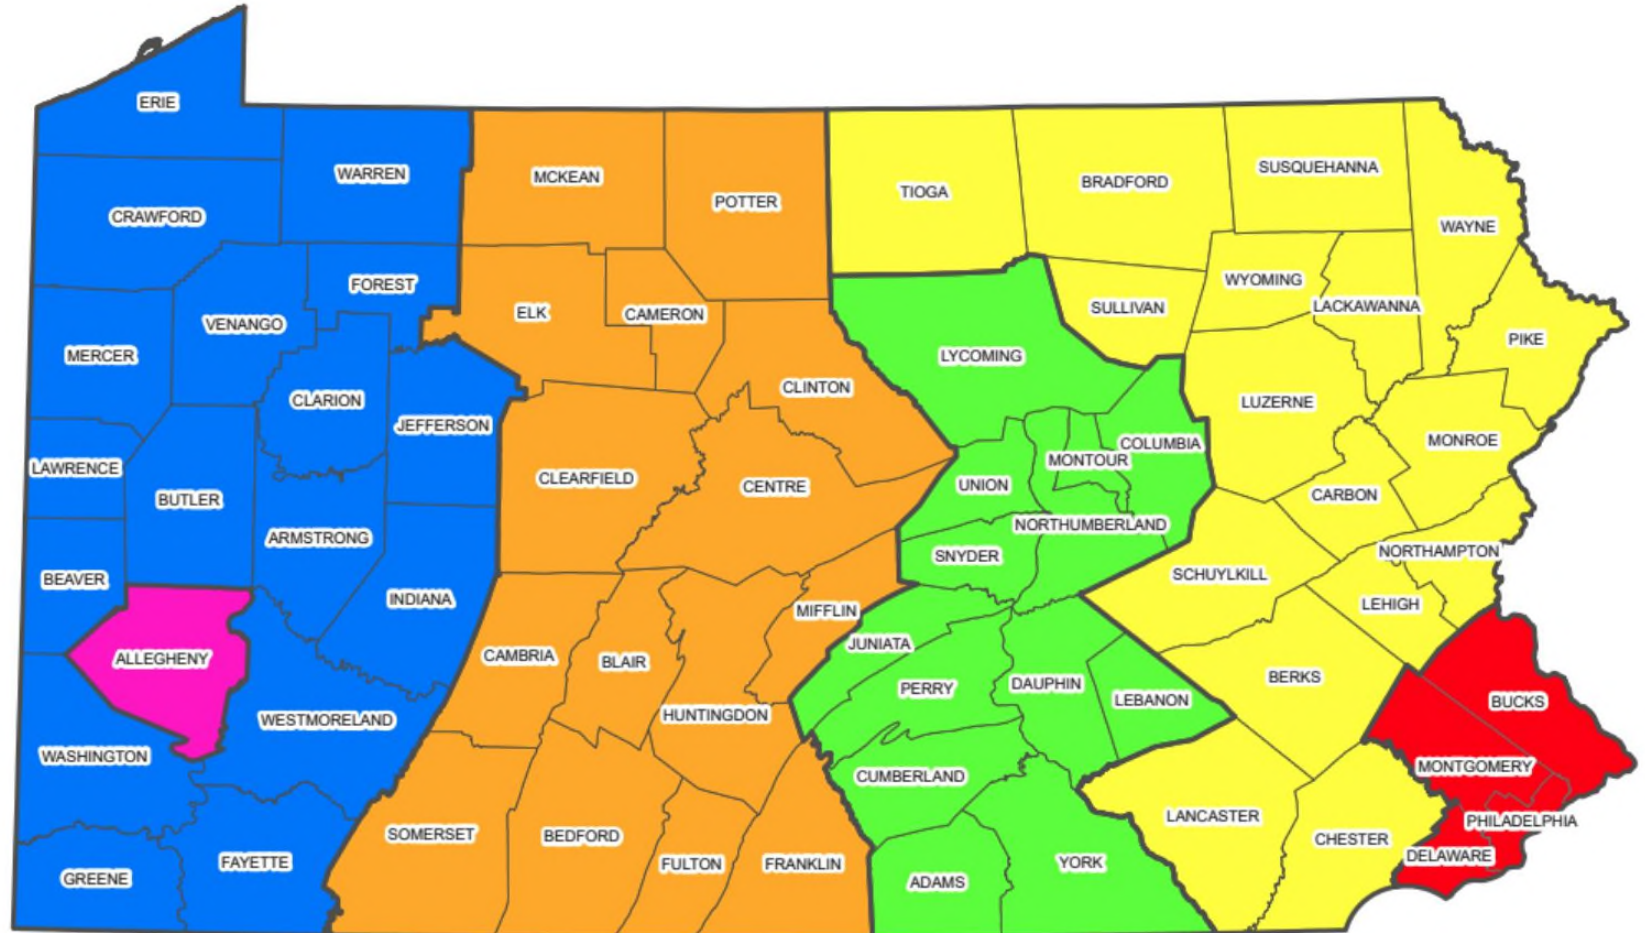 ERIE
WARREN
MCKEAN
POTTER
TIOGA
BRADFORD
SUSQUEHANNA
WAYNE
CRAWFORD
FOREST
VENANGO
ELK
CAMERON
SULLIVAN
WYOMING
LACKAWANNA
PIKE
MERCER
CLARION
JEFFERSON
CLINTON
LYCOMING
LUZERNE
MONROE
COLUMBIA
LAWRENCE
BUTLER
CLEARFIELD
CENTRE
UNION
MONTOUR
CARBON
ARMSTRONG
NORTHUMBERLAND
SNYDER
NORTHAMPTON
BEAVER
INDIANA
SCHUYLKILL
LEHIGH
MIFFLIN
ALLEGHENY
CAMBRIA
BLAIR
JUNIATA
PERRY
DAUPHIN
LEBANON
BERKS
BUCKS
WESTMORELAND
HUNTINGDON
WASHINGTON
CUMBERLAND
MONTGOMERY
SOMERSET
BEDFORD
LANCASTER
PHILADELPHIA
GREENE
FAYETTE
FULTON
FRANKLIN
ADAMS
YORK
CHESTER
DELAWARE